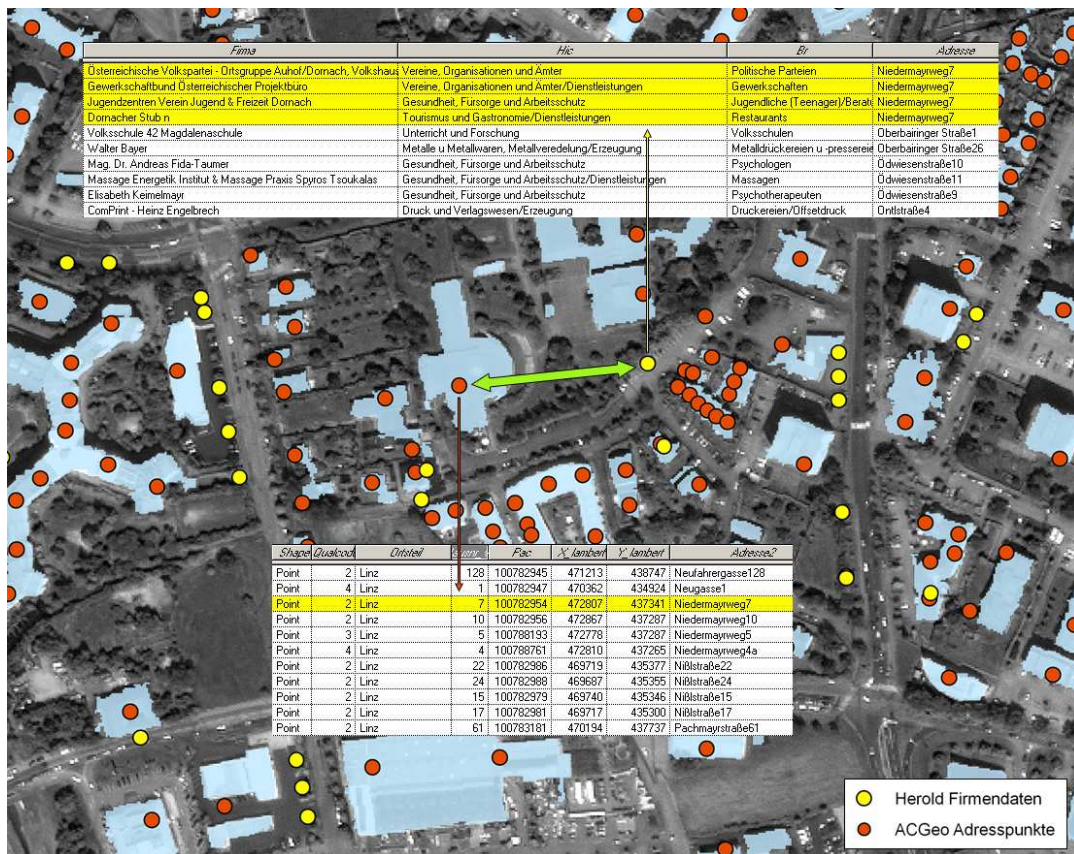 Firma Hic Br Adresse
Österreichische Volkspartei - Ortsgruppe Auhof/Dornach, Volkshaus Vereine, Organisationen und Ämter Politische Parteien Niedermayrweg7
Gewerkschaftbund Österreichischer Projektbüro Vereine, Organisationen und Ämter/Dienstleistungen Gewerkschaften Niedermayrweg7
Jugendzentren Verein Jugend & Freizeit Dornach Gesundheit, Fürsorge und Arbeitsschutz Jugendliche (Teenager)/Berat Niedermayrweg7
Dornacher Stub n Tourismus und Gastronomie/Dienstleistungen Restaurants Niedermayrweg7
Volksschule 42 Magdalenaschule Unterricht und Forschung Volksschulen Oberbairinger Straße1
Walter Bayer Metalle u Metallwaren, Metallveredelung/Erzeugung Metalldrückereien u -pressereie Oberbairinger Straße26
Mag. Dr. Andreas Fida-Taumer Gesundheit, Fürsorge und Arbeitsschutz Psychologen Ödwiesenstraße10
Massage Energetik Institut & Massage Praxis Spyros Tsoukalas Gesundheit, Fürsorge und Arbeitsschutz/Dienstleistungen Massagen Ödwiesenstraße11
Elisabeth Keimelmayr Gesundheit, Fürsorge und Arbeitsschutz Psychotherapeuten Ödwiesenstraße9
ComPrint - Heinz Engelbrech Druck und Verlagswesen/Erzeugung Druckereien/Offsetdruck Ontlstraße4
Shape Qualcode Ortsteil Pac X_lambert Y_lambert Adresse2
Point 2 Linz 128 100782945 471213 438747 Neufahrergasse128
Point 4 Linz 1 100782947 470362 434924 Neugasse1
Point 2 Linz 7 100782954 472807 437341 Niedermayrweg7
Point 2 Linz 10 100782956 472867 437287 Niedermayrweg10
Point 3 Linz 5 100788193 472778 437287 Niedermayrweg5
Point 4 Linz 4 100788761 472810 437265 Niedermayrweg4a
Point 2 Linz 22 100782986 469719 435377 Nißlstraße22
Point 2 Linz 24 100782988 469687 435355 Nißlstraße24
Point 2 Linz 15 100782979 469740 435346 Nißlstraße15
Point 2 Linz 17 100782981 469717 435300 Nißlstraße17
Point 2 Linz 61 100783181 470194 437737 Pachmayrstraße61
Herold Firmendaten
ACGeo Adresspunkte